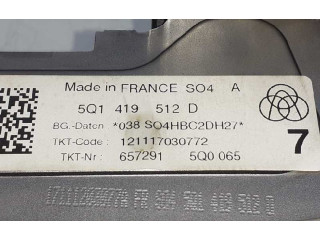 Made in FRANCE SO4 A
5Q1 419 512 D
BG.-Daten *038 SO4HBC2DH27*
7
TKT-Code : 121117030772
TKT-Nr : 657291 5Q0 065